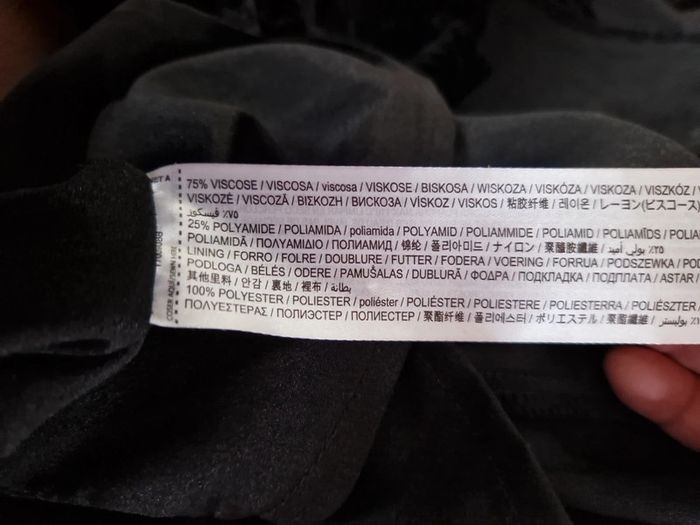 75% VISCOSE / VISCOSA / viscosa / VISKOSE / BISKOSA / WISKOZA / VISKÓZA / VISKOZA / VISZKÓZ /
VISKOZĖ / VISCOZĂ / ΒΙΣΚΟΖΗ / ВИСКОЗА / VİSKOZ / VISKOS / 粘胶纤维 / 레이온 / レーヨン(ビスコース)
٧٥٪ فيسكوز
25% POLYAMIDE / POLIAMIDA / poliamida / POLYAMID / POLIAMMIDE / POLIAMID / POLIAMĪDS /
POLIAMIDĂ / ΠΟΛΥΑΜΙΔΙΟ / ПОЛИАМИД / 锦纶 / 폴리아미드 / ナイロン / 聚醯胺纖維 / ٢٥٪ بولي أميد
LINING / FORRO / FOLRE / DOUBLURE / FUTTER / FODERA / VOERING / FORRUA / PODSZEWKA /
PODLOGA / BÉLÉS / ODERE / PAMUŠALAS / DUBLURĂ / ΦΟΔΡΑ / ПОДКЛАДКА / ПОДПЛАТА / ASTAR /
其他里料 / 안감 / 裏地 / 裡布 / بطانة
100% POLYESTER / POLIESTER / poliéster / POLIÉSTER / POLIESTERE / POLIESTERRA / POLIÉSZTER /
ΠΟΛΥΕΣΤΕΡΑΣ / ПОЛИЭСТЕР / ПОЛИЕСТЕР / 聚酯纤维 / 폴리에스터 / ポリエステル / 聚酯纖維 / بوليستر